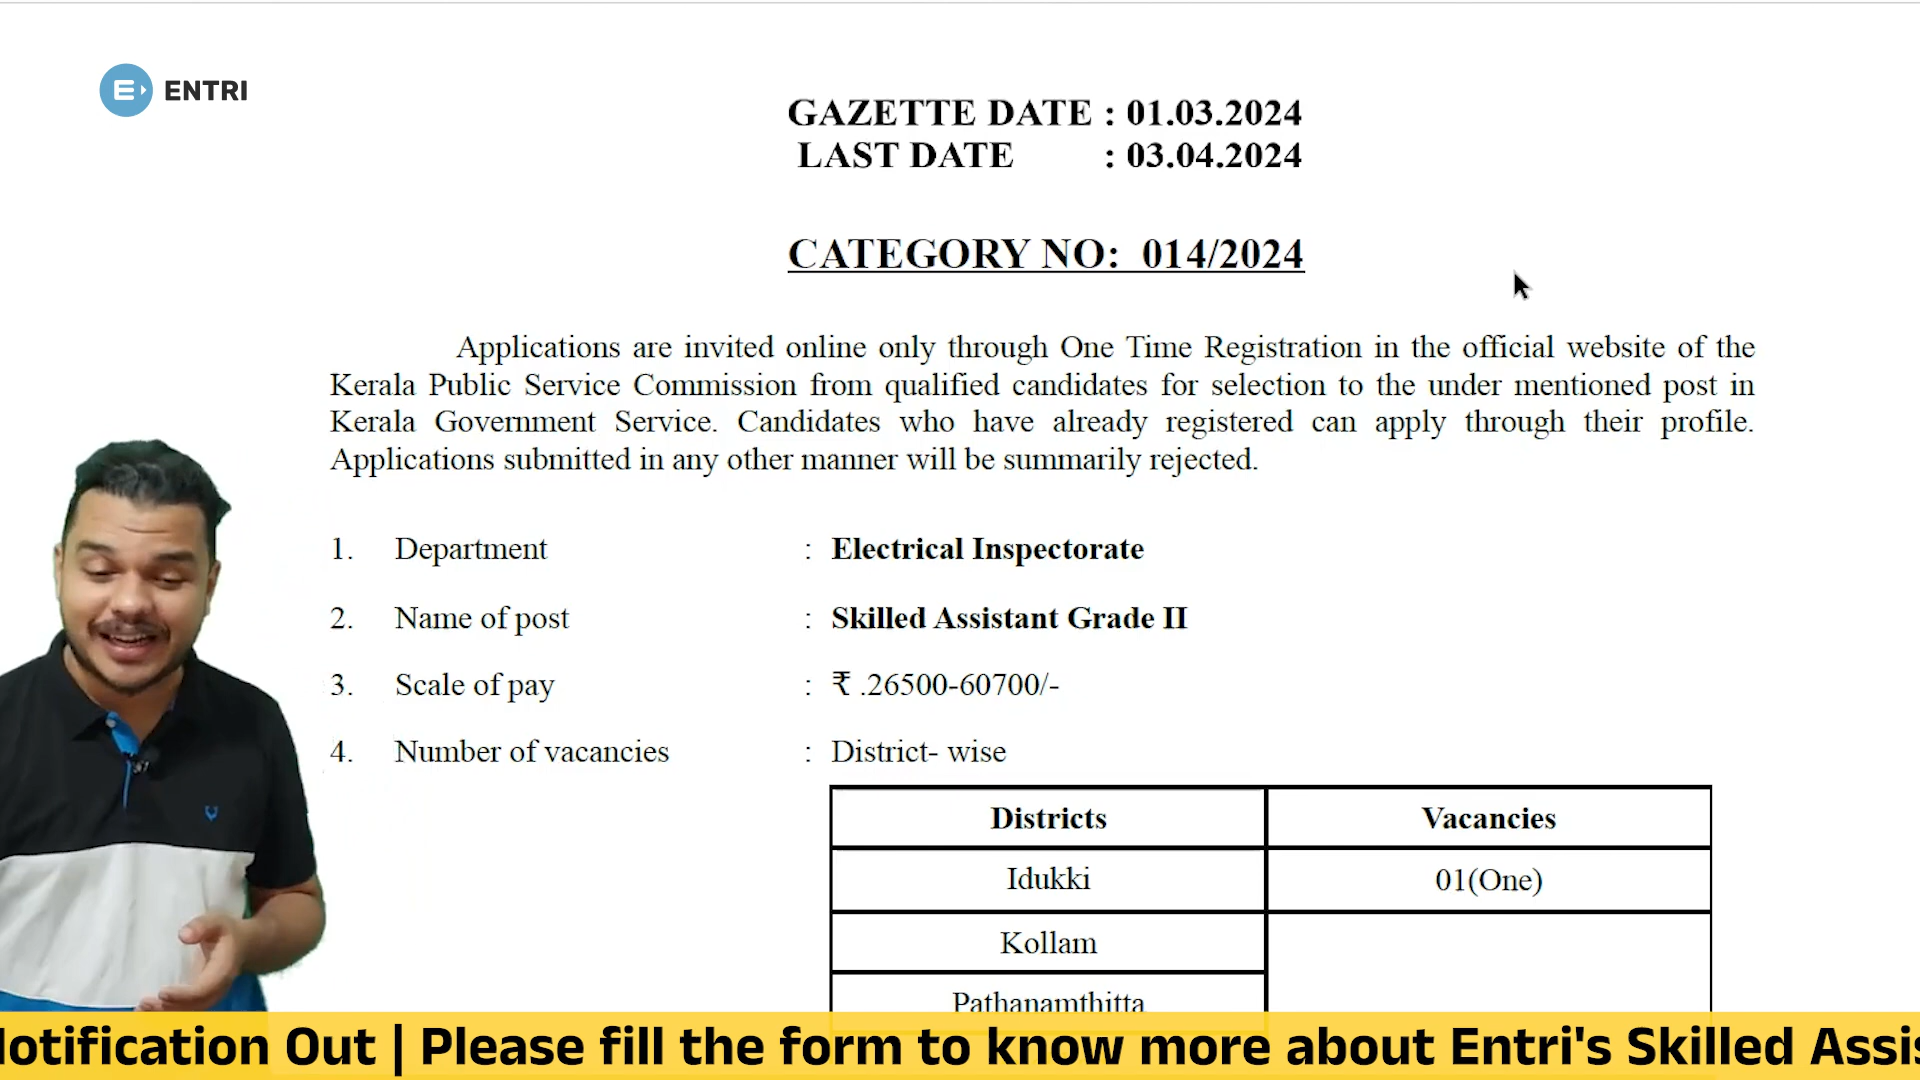 ENTRI
GAZETTE DATE : 01.03.2024
LAST DATE : 03.04.2024
CATEGORY NO: 014/2024
Applications are invited online only through One Time Registration in the official website of the
Kerala Public Service Commission from qualified candidates for selection to the under mentioned post in
Kerala Government Service. Candidates who have already registered can apply through their profile.
Applications submitted in any other manner will be summarily rejected.
1. Department : Electrical Inspectorate
2. Name of post : Skilled Assistant Grade II
3. Scale of pay : ₹ .26500-60700/-
4. Number of vacancies : District- wise
Districts Vacancies
Idukki 01(One)
Kollam
Pathanamthitta
Notification Out | Please fill the form to know more about Entri's Skilled Assis